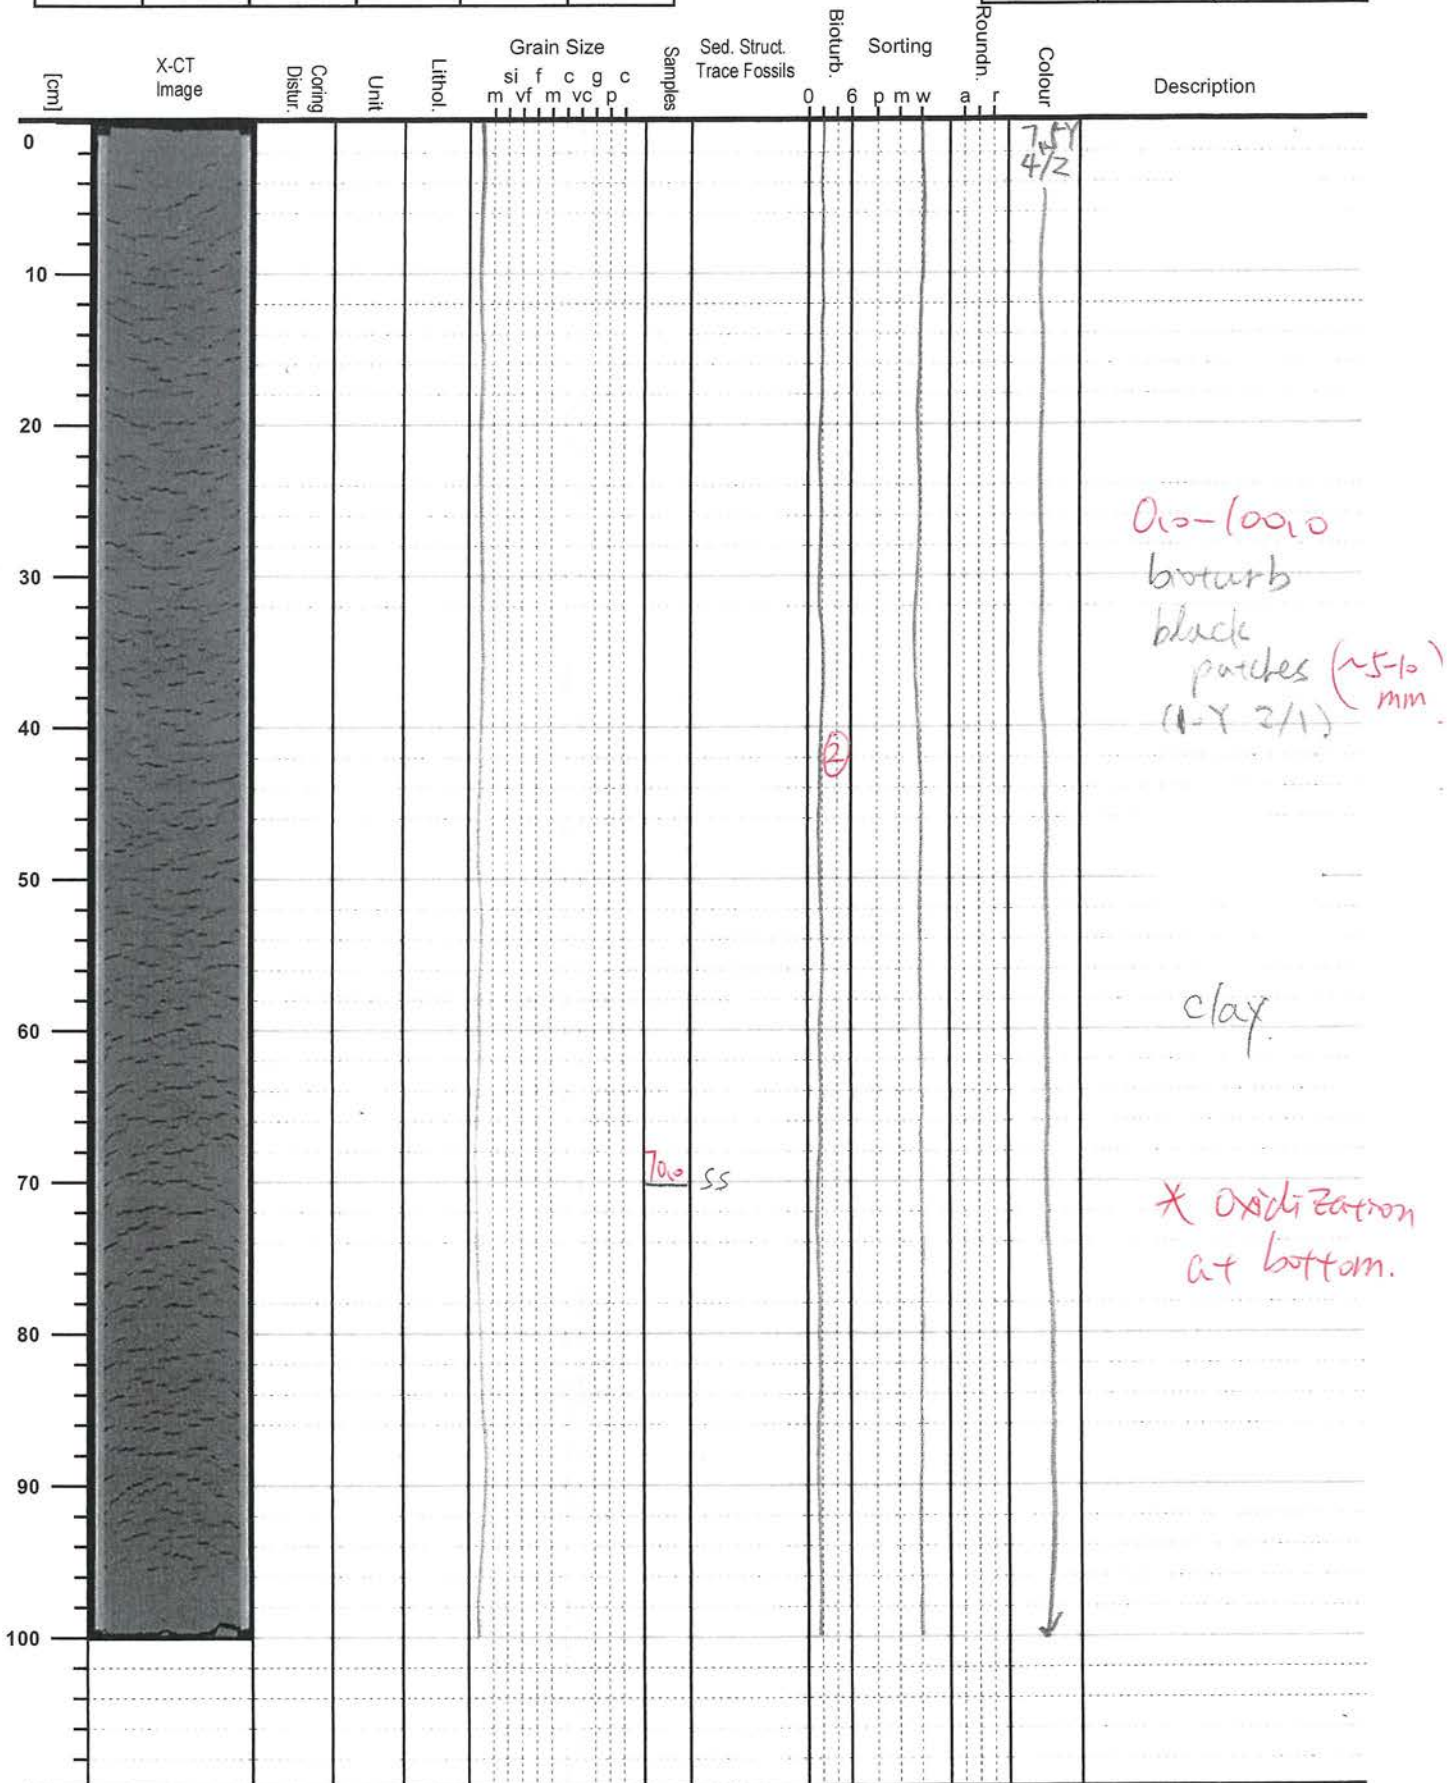 [cm]
X-CT
Image
Coring
Distur.
Unit
Lithol.
Grain Size
si f c g c
m vf m vc p
Samples
Sed. Struct.
Trace Fossils
Bioturb.
0 6
Sorting
p m w
Roundn.
a r
Colour
Description
0
7.5Y
4/2
10
20
0.0-100.0
bioturb
30
black
patches (~5-10
mm)
40
2
50
clay
60
70.0 SS
70
* oxidization
at bottom.
80
90
100